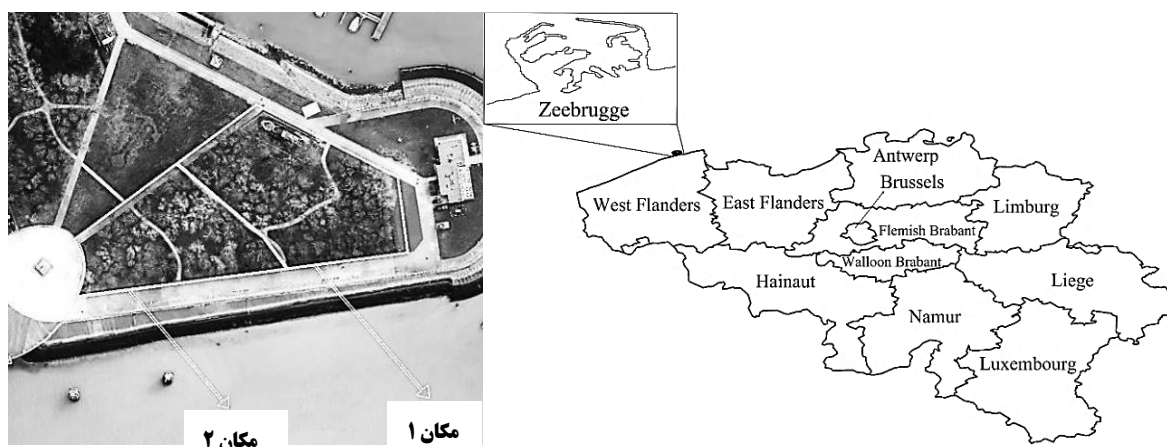 Zeebrugge
Antwerp
Brussels
West Flanders
East Flanders
Limburg
Flemish Brabant
Walloon Brabant
Hainaut
Liege
Namur
Luxembourg
مکان ۱
مکان ۲